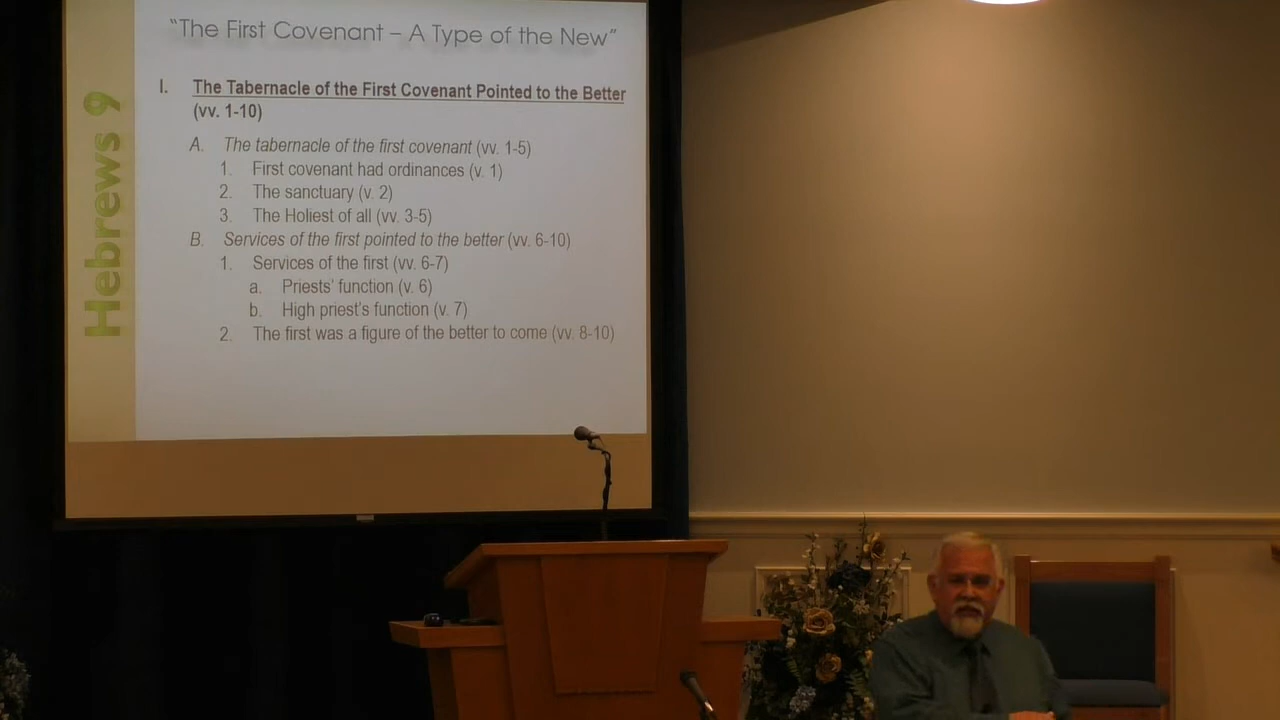 "The First Covenant – A Type of the New"
Hebrews 9
I. The Tabernacle of the First Covenant Pointed to the Better
(vv. 1-10)
A. The tabernacle of the first covenant (vv. 1-5)
1. First covenant had ordinances (v. 1)
2. The sanctuary (v. 2)
3. The Holiest of all (vv. 3-5)
B. Services of the first pointed to the better (vv. 6-10)
1. Services of the first (vv. 6-7)
a. Priests' function (v. 6)
b. High priest's function (v. 7)
2. The first was a figure of the better to come (vv. 8-10)